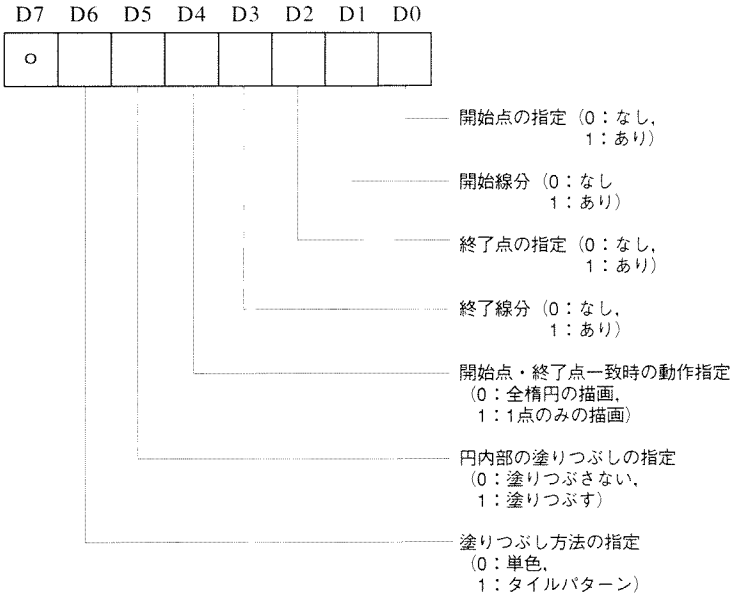 D7 D6 D5 D4 D3 D2 D1 D0
0
開始点の指定（0：なし，
1：あり）
開始線分（0：なし
1：あり）
終了点の指定（0：なし，
1：あり）
終了線分（0：なし，
1：あり）
開始点・終了点一致時の動作指定
（0：全楕円の描画，
1：1点のみの描画）
円内部の塗りつぶしの指定
（0：塗りつぶさない，
1：塗りつぶす）
塗りつぶし方法の指定
（0：単色，
1：タイルパターン）